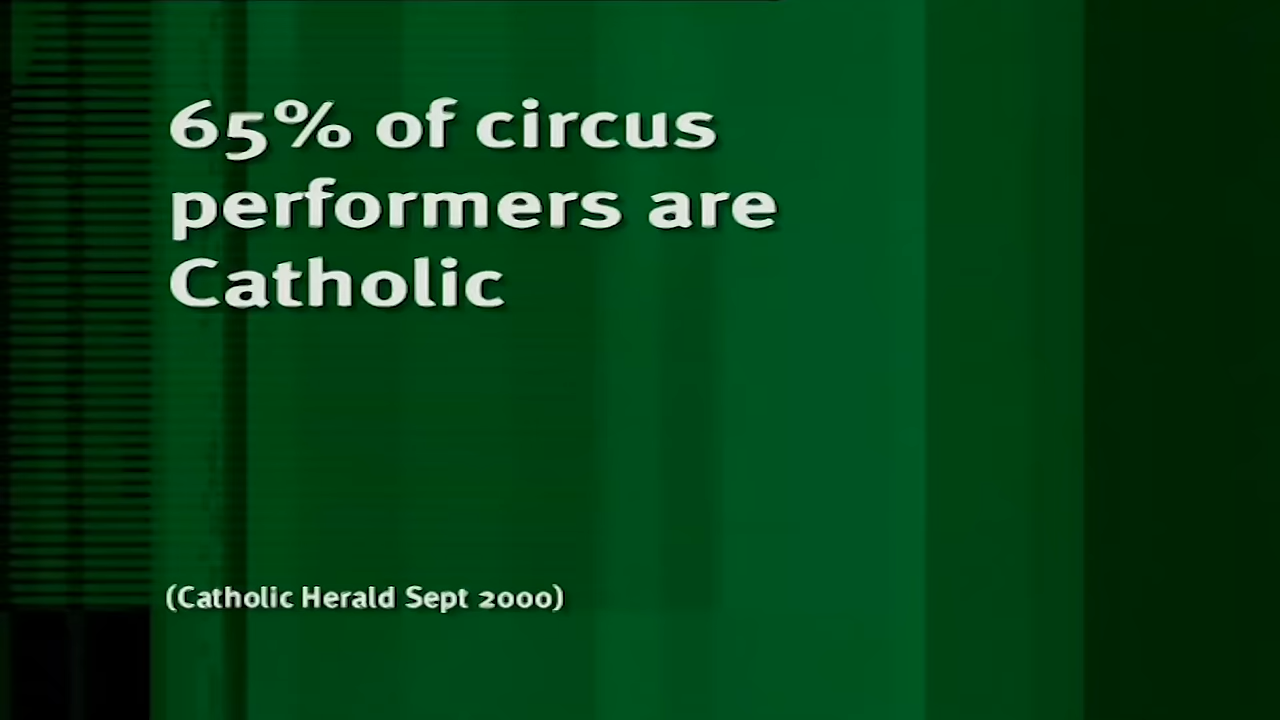 65% of circus
performers are
Catholic
(Catholic Herald Sept 2000)